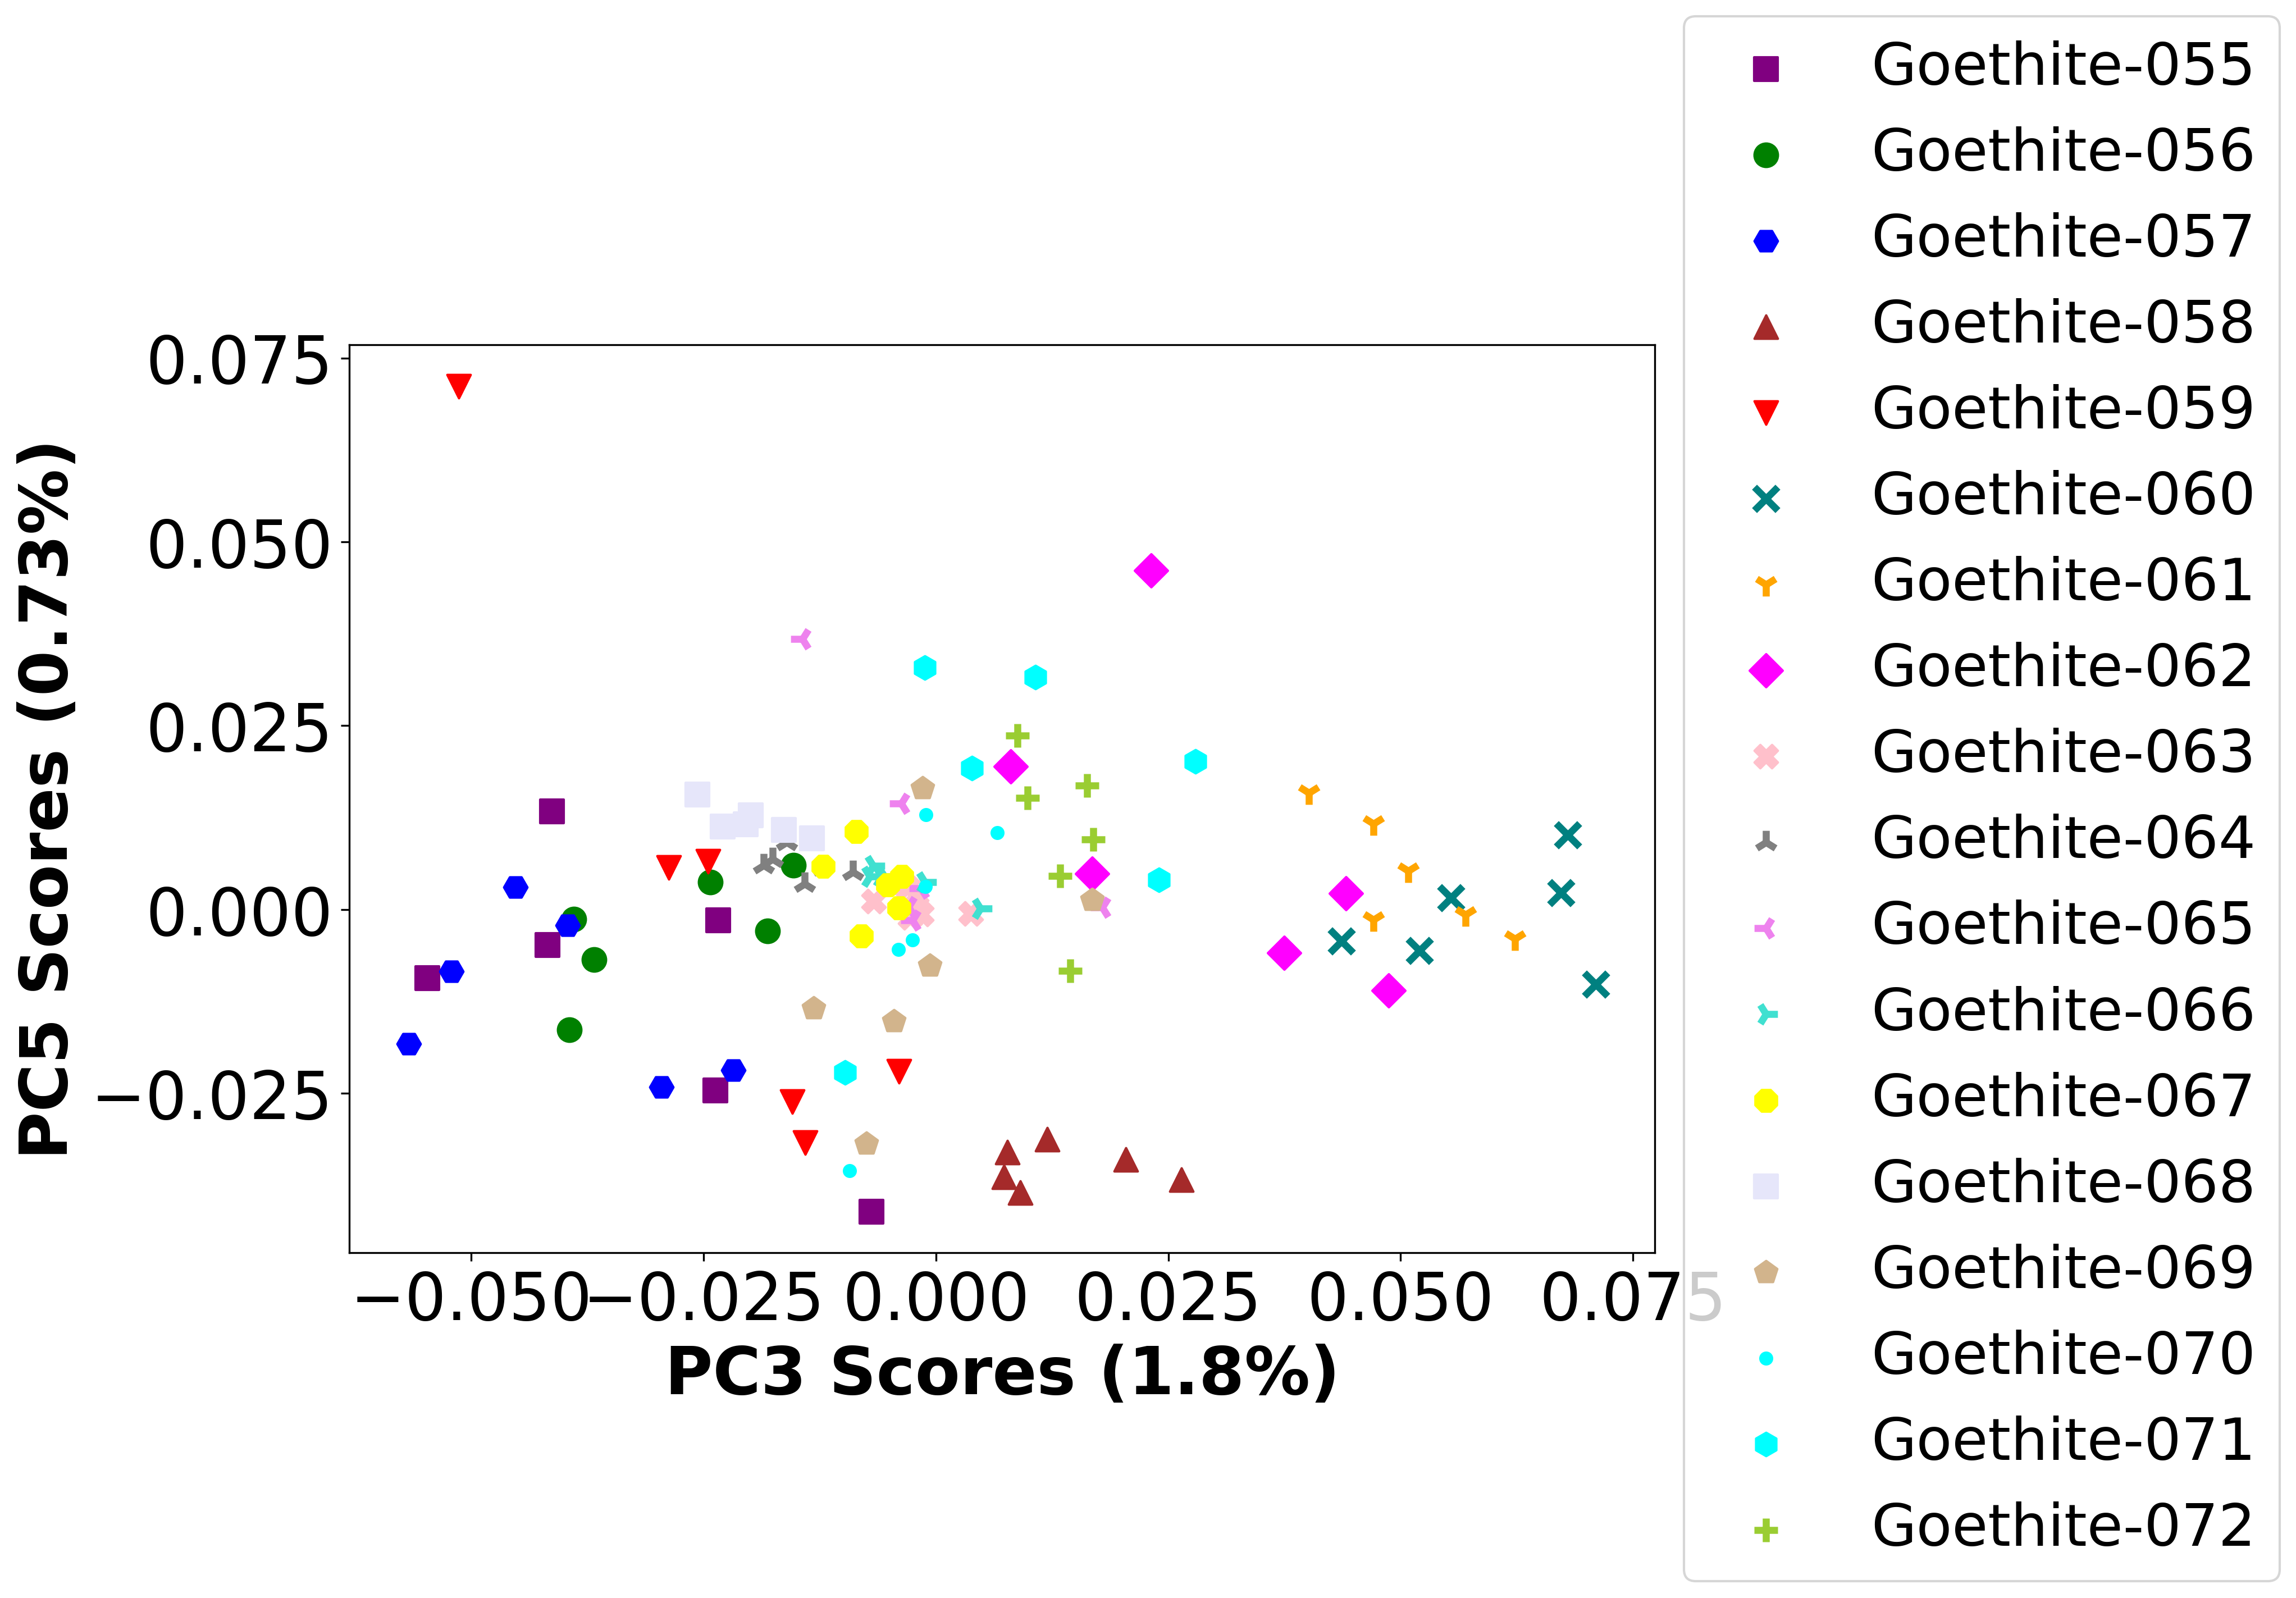 Goethite-055
Goethite-056
Goethite-057
Goethite-058
Goethite-059
Goethite-060
Goethite-061
Goethite-062
Goethite-063
Goethite-064
Goethite-065
Goethite-066
Goethite-067
Goethite-068
Goethite-069
Goethite-070
Goethite-071
Goethite-072
PC5 Scores (0.73%)
0.075
0.050
0.025
0.000
−0.025
−0.050 −0.025 0.000 0.025 0.050 0.075
PC3 Scores (1.8%)